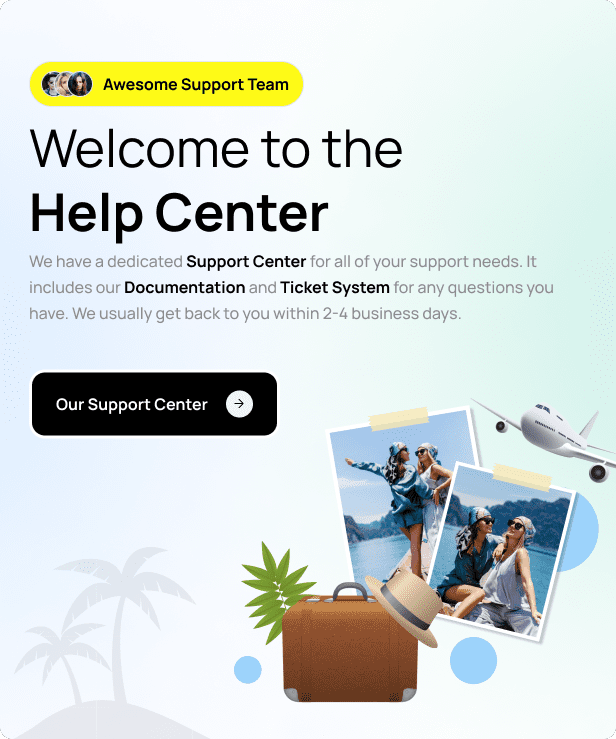 Awesome Support Team
Welcome to the
Help Center
We have a dedicated Support Center for all of your support needs. It
includes our Documentation and Ticket System for any questions you
have. We usually get back to you within 2-4 business days.
Our Support Center